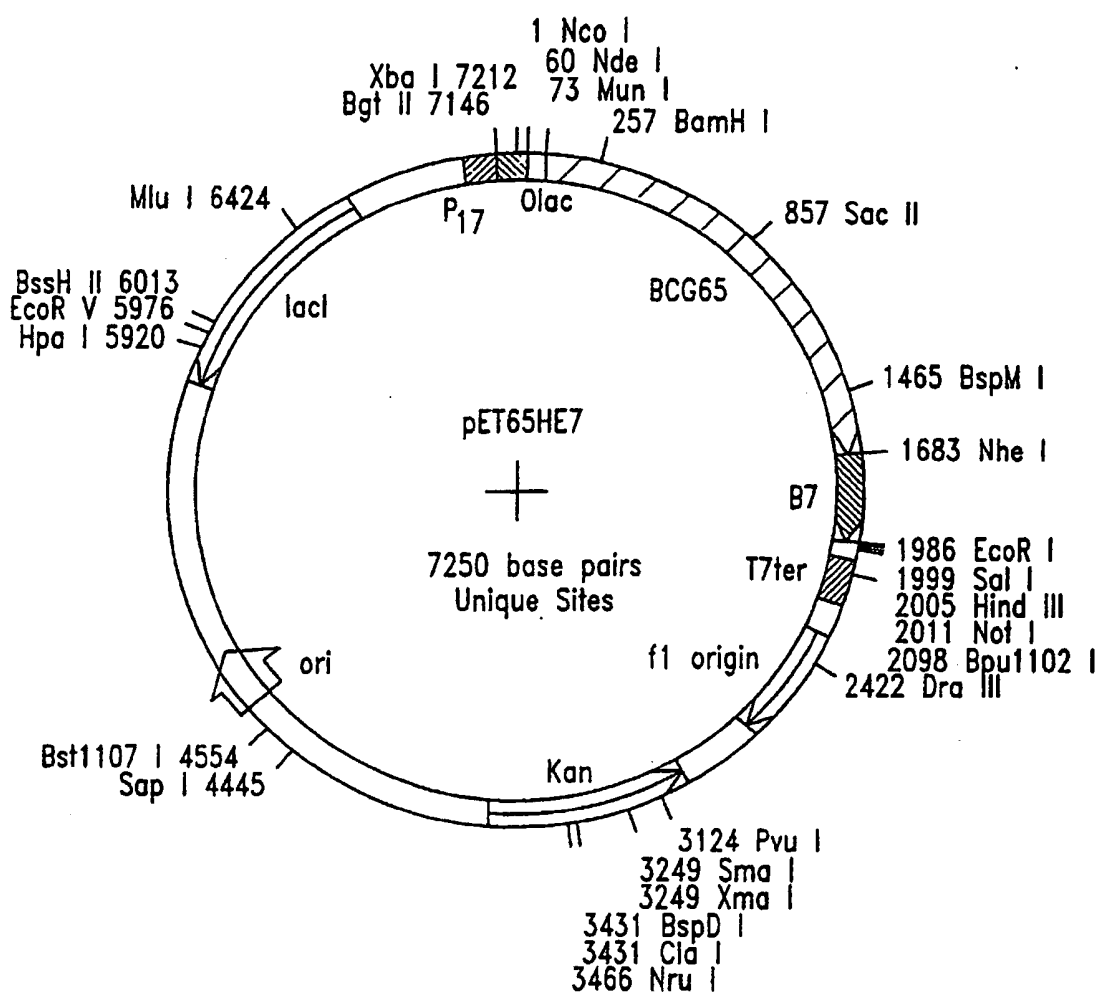 1 Nco I
60 Nde I
73 Mun I
257 BamH I
Xba I 7212
Bgt II 7146
P17
Olac
Mlu I 6424
857 Sac II
BCG65
BssH II 6013
EcoR V 5976
Hpa I 5920
lacI
1465 BspM I
pET65HE7
1683 Nhe I
B7
7250 base pairs
Unique Sites
T7ter
1986 EcoR I
1999 Sal I
2005 Hind III
2011 Not I
2098 Bpu1102 I
2422 Dra III
f1 origin
ori
Bst1107 I 4554
Sap I 4445
Kan
3124 Pvu I
3249 Sma I
3249 Xma I
3431 BspD I
3431 Cla I
3466 Nru I